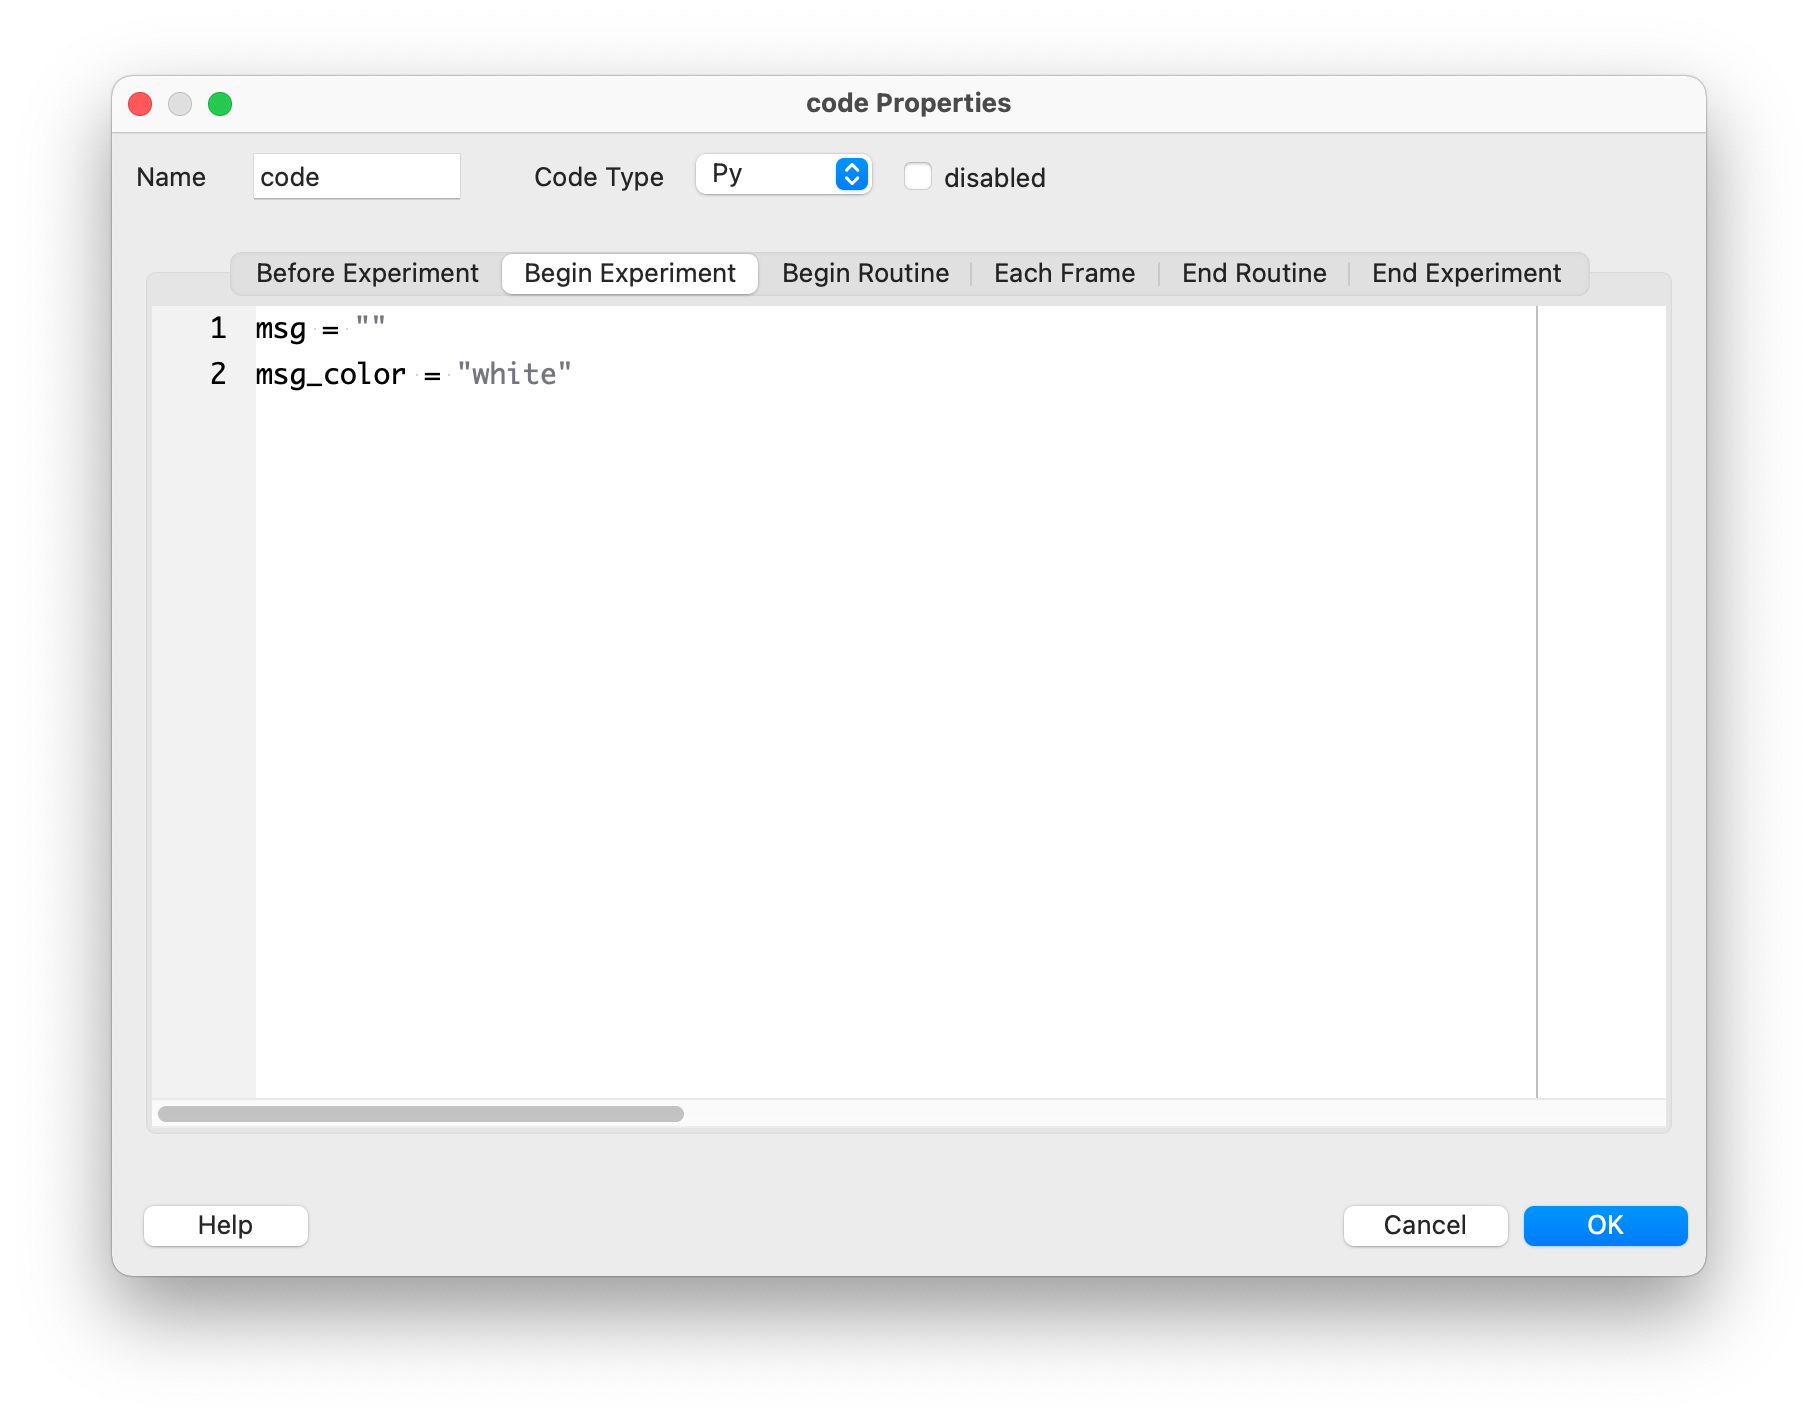 code Properties
Name code Code Type Py disabled
Before Experiment Begin Experiment Begin Routine Each Frame End Routine End Experiment
1 msg = ""
2 msg_color = "white"
Help Cancel OK